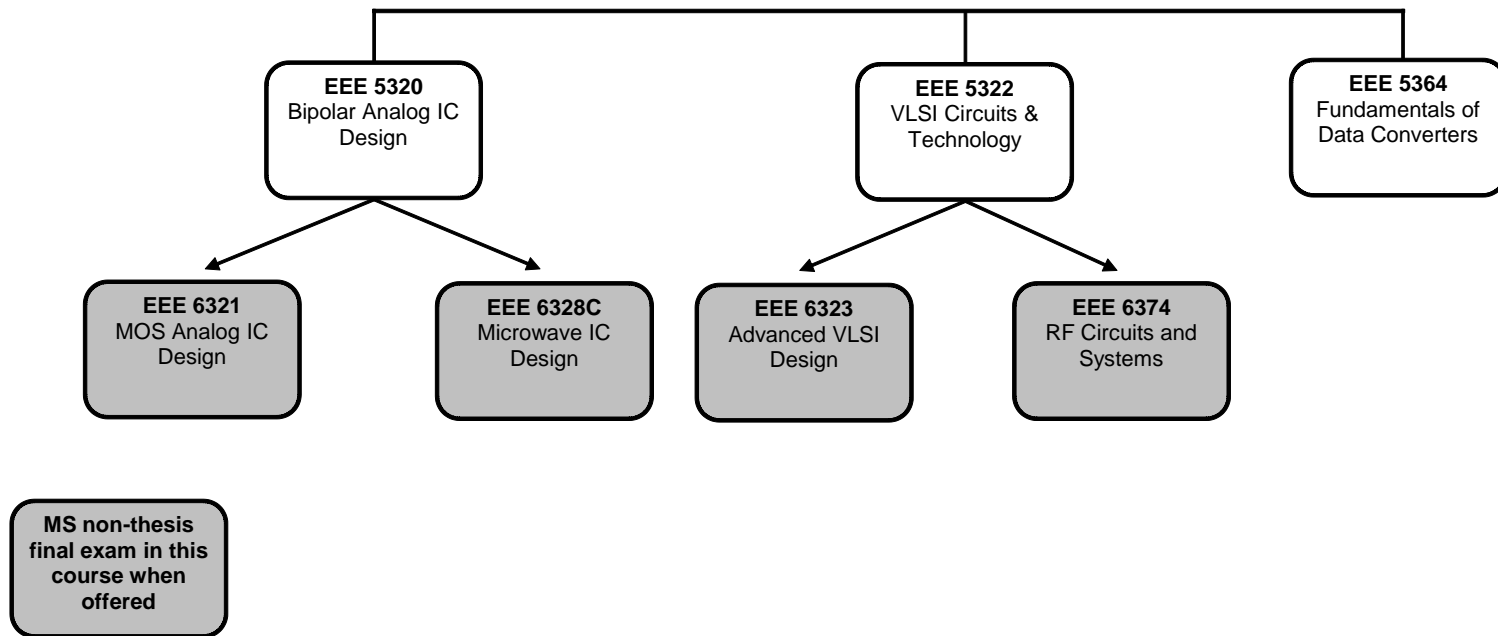 EEE 5320
Bipolar Analog IC
Design
EEE 5322
VLSI Circuits &
Technology
EEE 5364
Fundamentals of
Data Converters
EEE 6321
MOS Analog IC
Design
EEE 6328C
Microwave IC
Design
EEE 6323
Advanced VLSI
Design
EEE 6374
RF Circuits and
Systems
MS non-thesis
final exam in this
course when
offered